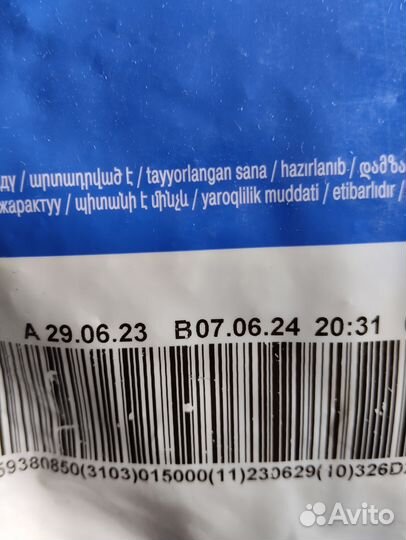 ду / արտադրված է / tayyorlangan sana / hazırlanıb / დამზა
жарактуу / պիտանի է մինչև / yaroqlilik muddati / etibarlıdır /
A 29.06.23 B07.06.24 20:31
59380850(3103)015000(11)230629(10)326D
Avito